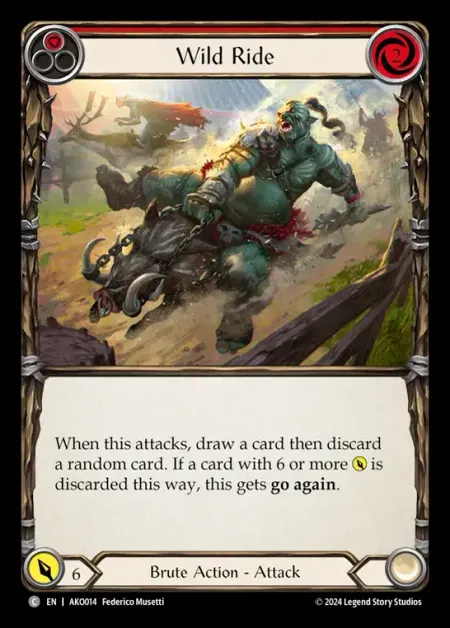 Wild Ride
2
When this attacks, draw a card then discard
a random card. If a card with 6 or more is
discarded this way, this gets go again.
6
Brute Action - Attack
C EN | AKO014 Federico Musetti
© 2024 Legend Story Studios